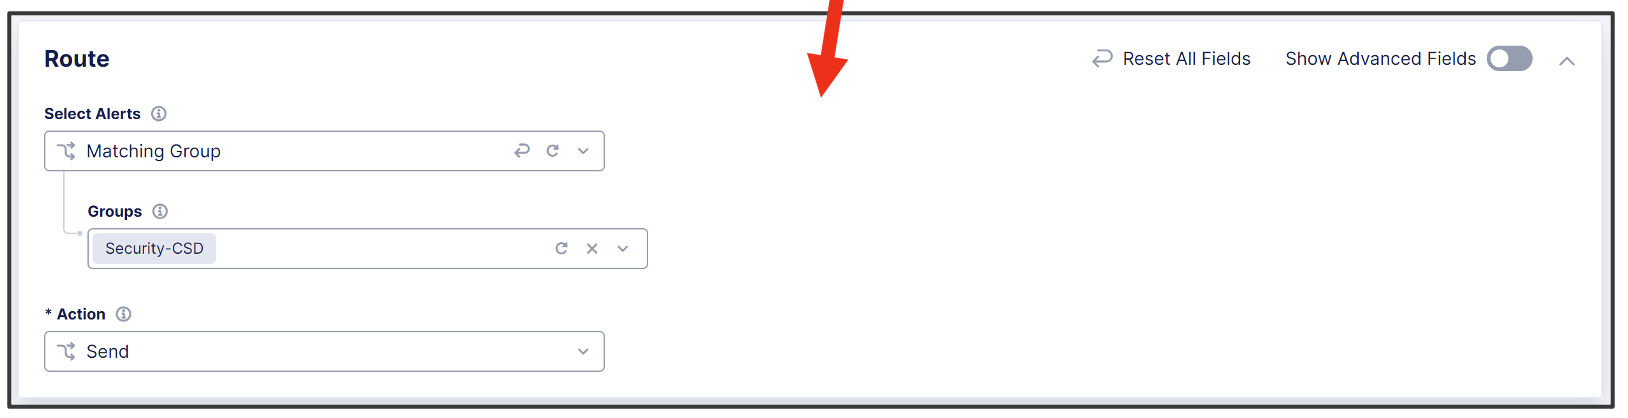 Route
Reset All Fields
Show Advanced Fields
Select Alerts
Matching Group
Groups
Security-CSD
* Action
Send